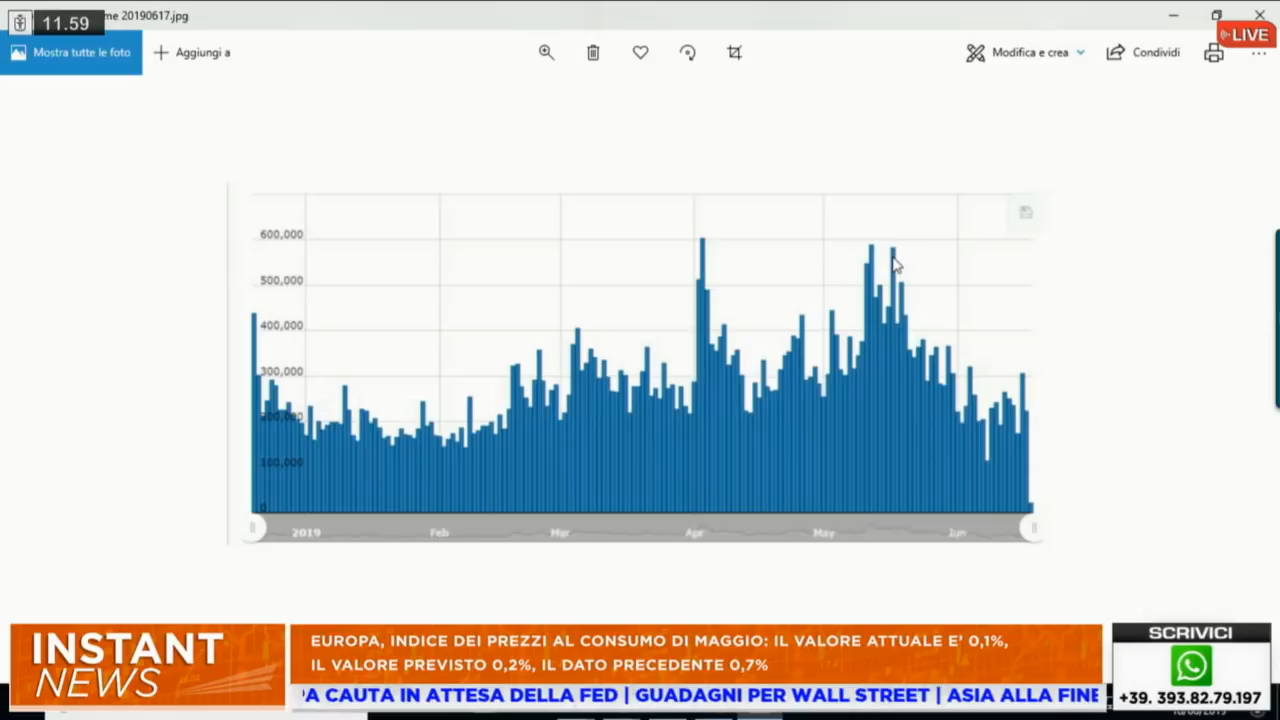 11.59
me 20190617.jpg
LIVE
Mostra tutte le foto
Aggiungi a
Modifica e crea
Condividi
600,000
500,000
400,000
300,000
200,000
100,000
0
2019
Feb
Mar
Apr
May
Jun
INSTANT
NEWS
EUROPA, INDICE DEI PREZZI AL CONSUMO DI MAGGIO: IL VALORE ATTUALE E' 0,1%,
IL VALORE PREVISTO 0,2%, IL DATO PRECEDENTE 0,7%
PA CAUTA IN ATTESA DELLA FED | GUADAGNI PER WALL STREET | ASIA ALLA FINE
SCRIVICI
+39. 393.82.79.197